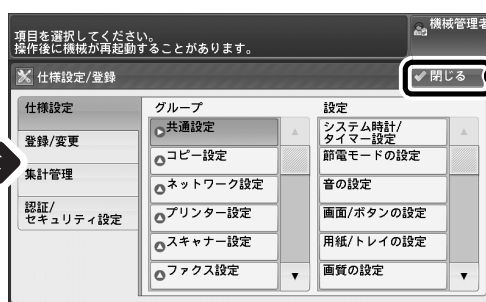 項目を選択してください。
操作後に機械が再起動することがあります。
機械管理者
仕様設定/登録
閉じる
仕様設定
登録/変更
集計管理
認証/
セキュリティ設定
グループ
共通設定
コピー設定
ネットワーク設定
プリンター設定
スキャナー設定
ファクス設定
設定
システム時計/
タイマー設定
節電モードの設定
音の設定
画面/ボタンの設定
用紙/トレイの設定
画質の設定